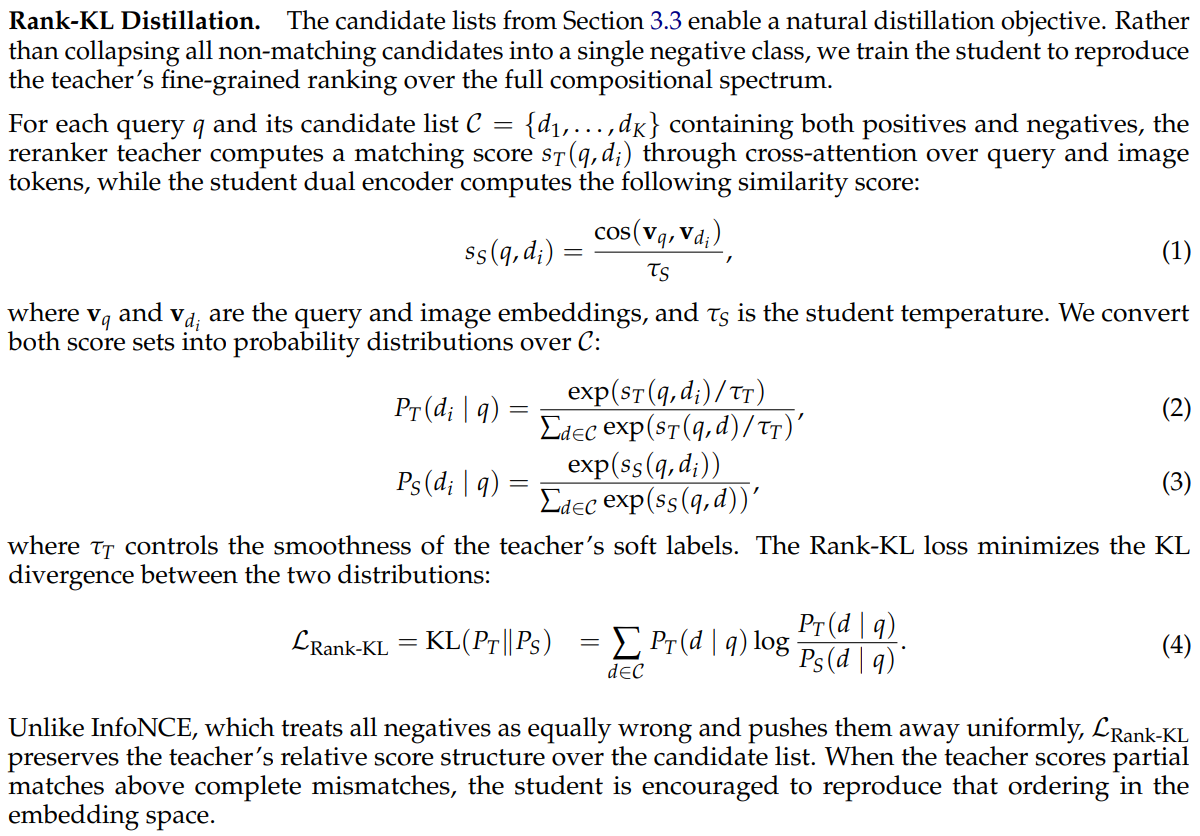 Rank-KL Distillation. The candidate lists from Section 3.3 enable a natural distillation objective. Rather
than collapsing all non-matching candidates into a single negative class, we train the student to reproduce
the teacher's fine-grained ranking over the full compositional spectrum.
For each query q and its candidate list 𝒞 = {d₁, . . . , d_K} containing both positives and negatives, the
reranker teacher computes a matching score s_T(q, d_i) through cross-attention over query and image
tokens, while the student dual encoder computes the following similarity score:
s_S(q, d_i) = cos(v_q, v_{d_i}) / τ_S, (1)
where v_q and v_{d_i} are the query and image embeddings, and τ_S is the student temperature. We convert
both score sets into probability distributions over 𝒞:
P_T(d_i | q) = exp(s_T(q, d_i)/τ_T) / ∑_{d∈𝒞} exp(s_T(q, d)/τ_T), (2)
P_S(d_i | q) = exp(s_S(q, d_i)) / ∑_{d∈𝒞} exp(s_S(q, d)), (3)
where τ_T controls the smoothness of the teacher's soft labels. The Rank-KL loss minimizes the KL
divergence between the two distributions:
ℒ_{Rank-KL} = KL(P_T‖P_S) = ∑_{d∈𝒞} P_T(d | q) log P_T(d | q) / P_S(d | q). (4)
Unlike InfoNCE, which treats all negatives as equally wrong and pushes them away uniformly, ℒ_{Rank-KL}
preserves the teacher's relative score structure over the candidate list. When the teacher scores partial
matches above complete mismatches, the student is encouraged to reproduce that ordering in the
embedding space.